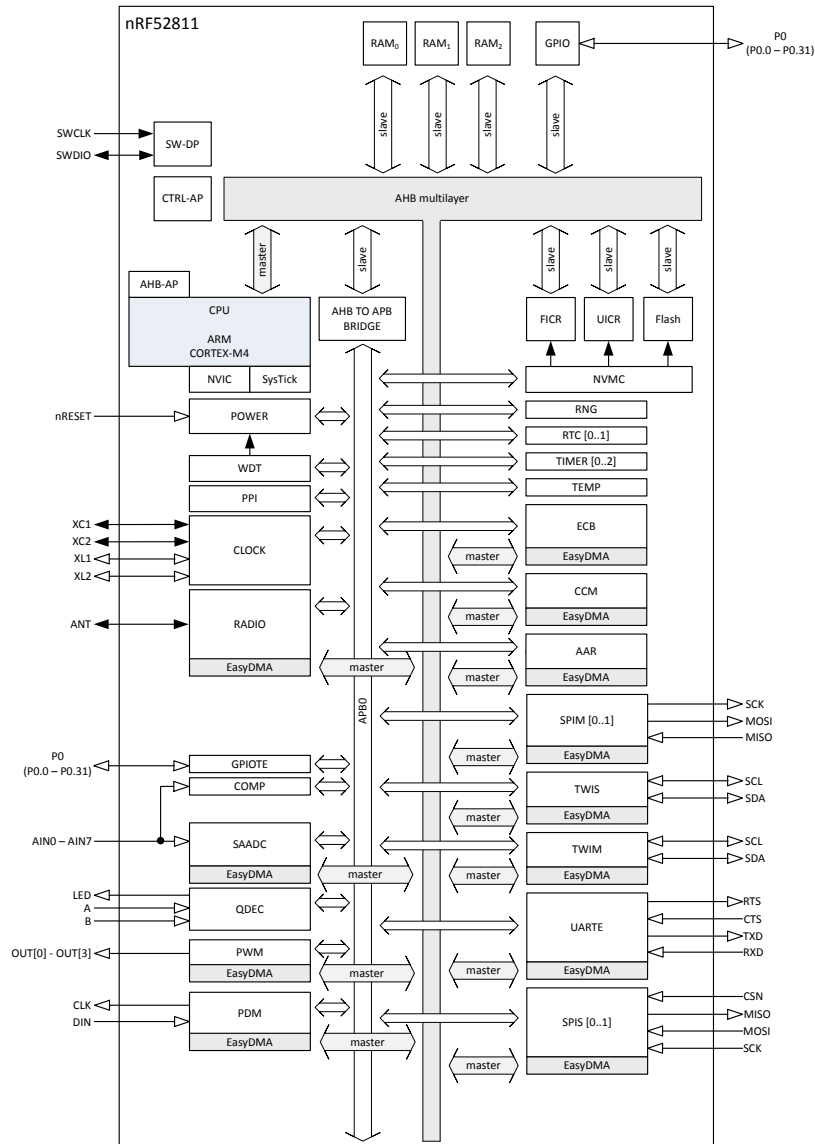 nRF52811
RAM₀
RAM₁
RAM₂
GPIO
P0
(P0.0 – P0.31)
slave
slave
slave
slave
SWCLK
SWDIO
SW-DP
CTRL-AP
AHB multilayer
master
slave
slave
slave
slave
AHB-AP
CPU
ARM
CORTEX-M4
NVIC
SysTick
AHB TO APB
BRIDGE
FICR
UICR
Flash
NVMC
nRESET
POWER
RNG
RTC [0..1]
WDT
TIMER [0..2]
PPI
TEMP
XC1
XC2
XL1
XL2
CLOCK
ECB
master
EasyDMA
ANT
RADIO
EasyDMA
master
CCM
master
EasyDMA
AAR
master
EasyDMA
APB0
SPIM [0..1]
master
EasyDMA
SCK
MOSI
MISO
P0
(P0.0 – P0.31)
GPIOTE
COMP
TWIS
master
EasyDMA
SCL
SDA
AIN0 – AIN7
SAADC
EasyDMA
master
TWIM
master
EasyDMA
SCL
SDA
LED
A
B
QDEC
UARTE
master
EasyDMA
RTS
CTS
TXD
RXD
OUT[0] - OUT[3]
PWM
EasyDMA
master
CLK
DIN
PDM
EasyDMA
master
SPIS [0..1]
master
EasyDMA
CSN
MISO
MOSI
SCK